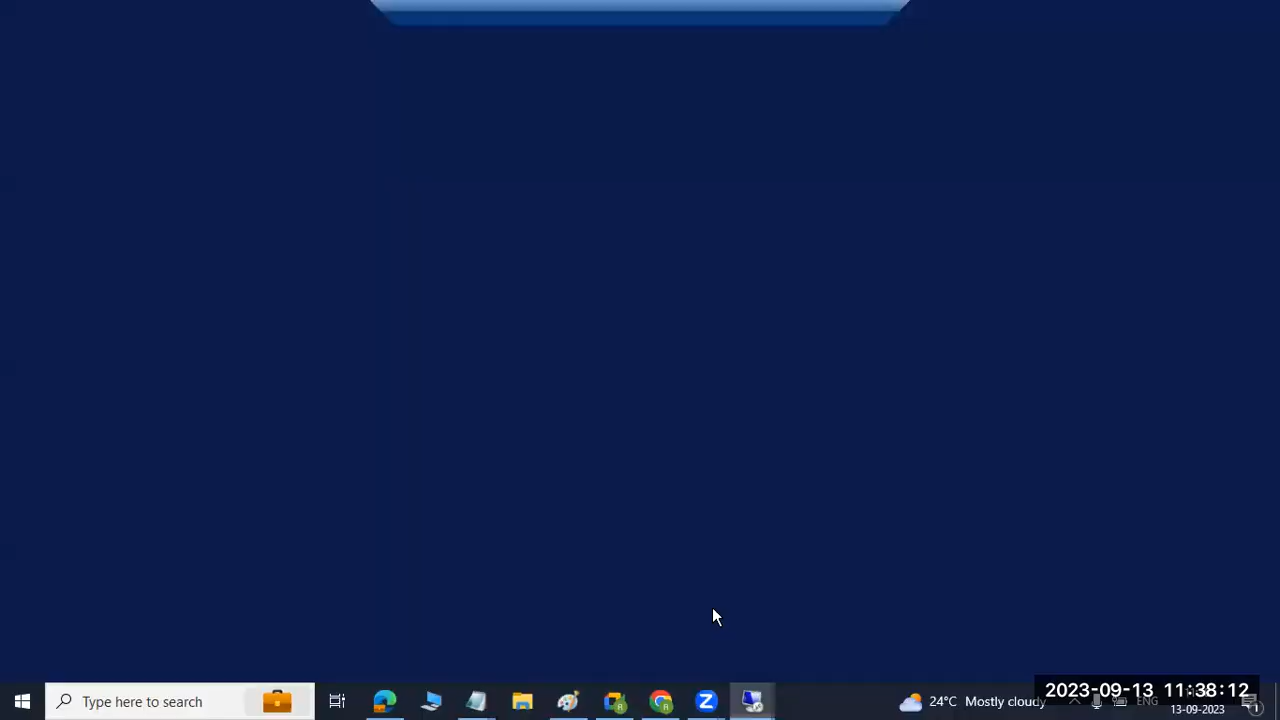 Type here to search
24°C Mostly cloudy
ENG
2023-09-13 11:38:12
13-09-2023